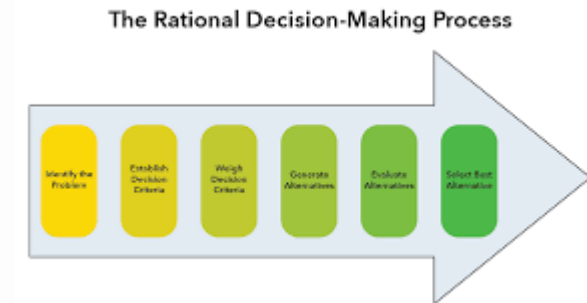 The Rational Decision-Making Process
Identify the
Problem
Establish
Decision
Criteria
Weigh
Decision
Criteria
Generate
Alternatives
Evaluate
Alternatives
Select Best
Alternative